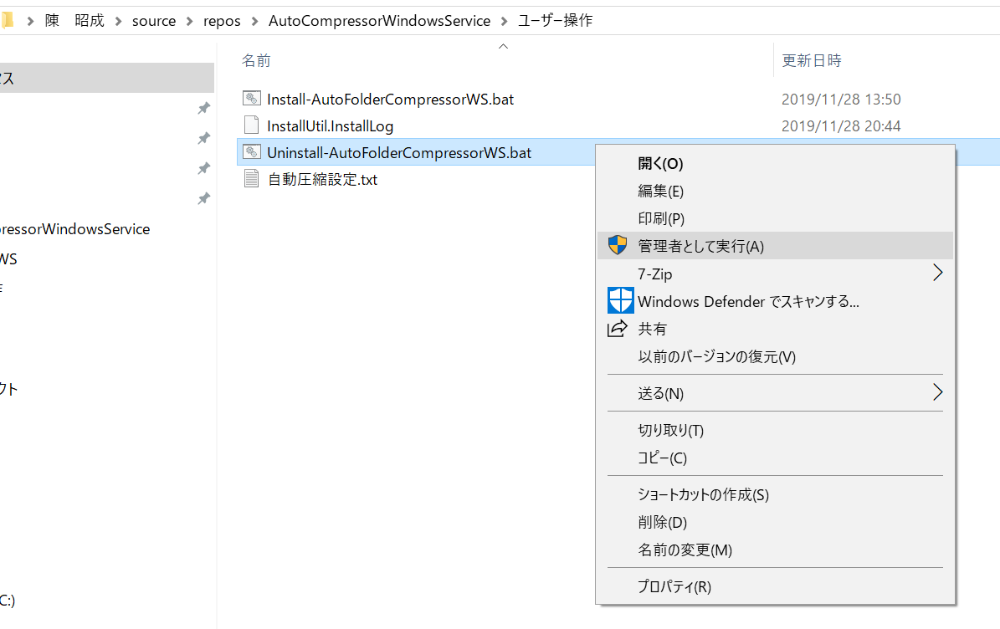 陳 昭成 > source > repos > AutoCompressorWindowsService > ユーザー操作
名前 更新日時
Install-AutoFolderCompressorWS.bat 2019/11/28 13:50
InstallUtil.InstallLog 2019/11/28 20:44
Uninstall-AutoFolderCompressorWS.bat
自動圧縮設定.txt
ressorWindowsService
WS
クト
C:)
開く(O)
編集(E)
印刷(P)
管理者として実行(A)
7-Zip
Windows Defender でスキャンする...
共有
以前のバージョンの復元(V)
送る(N)
切り取り(T)
コピー(C)
ショートカットの作成(S)
削除(D)
名前の変更(M)
プロパティ(R)